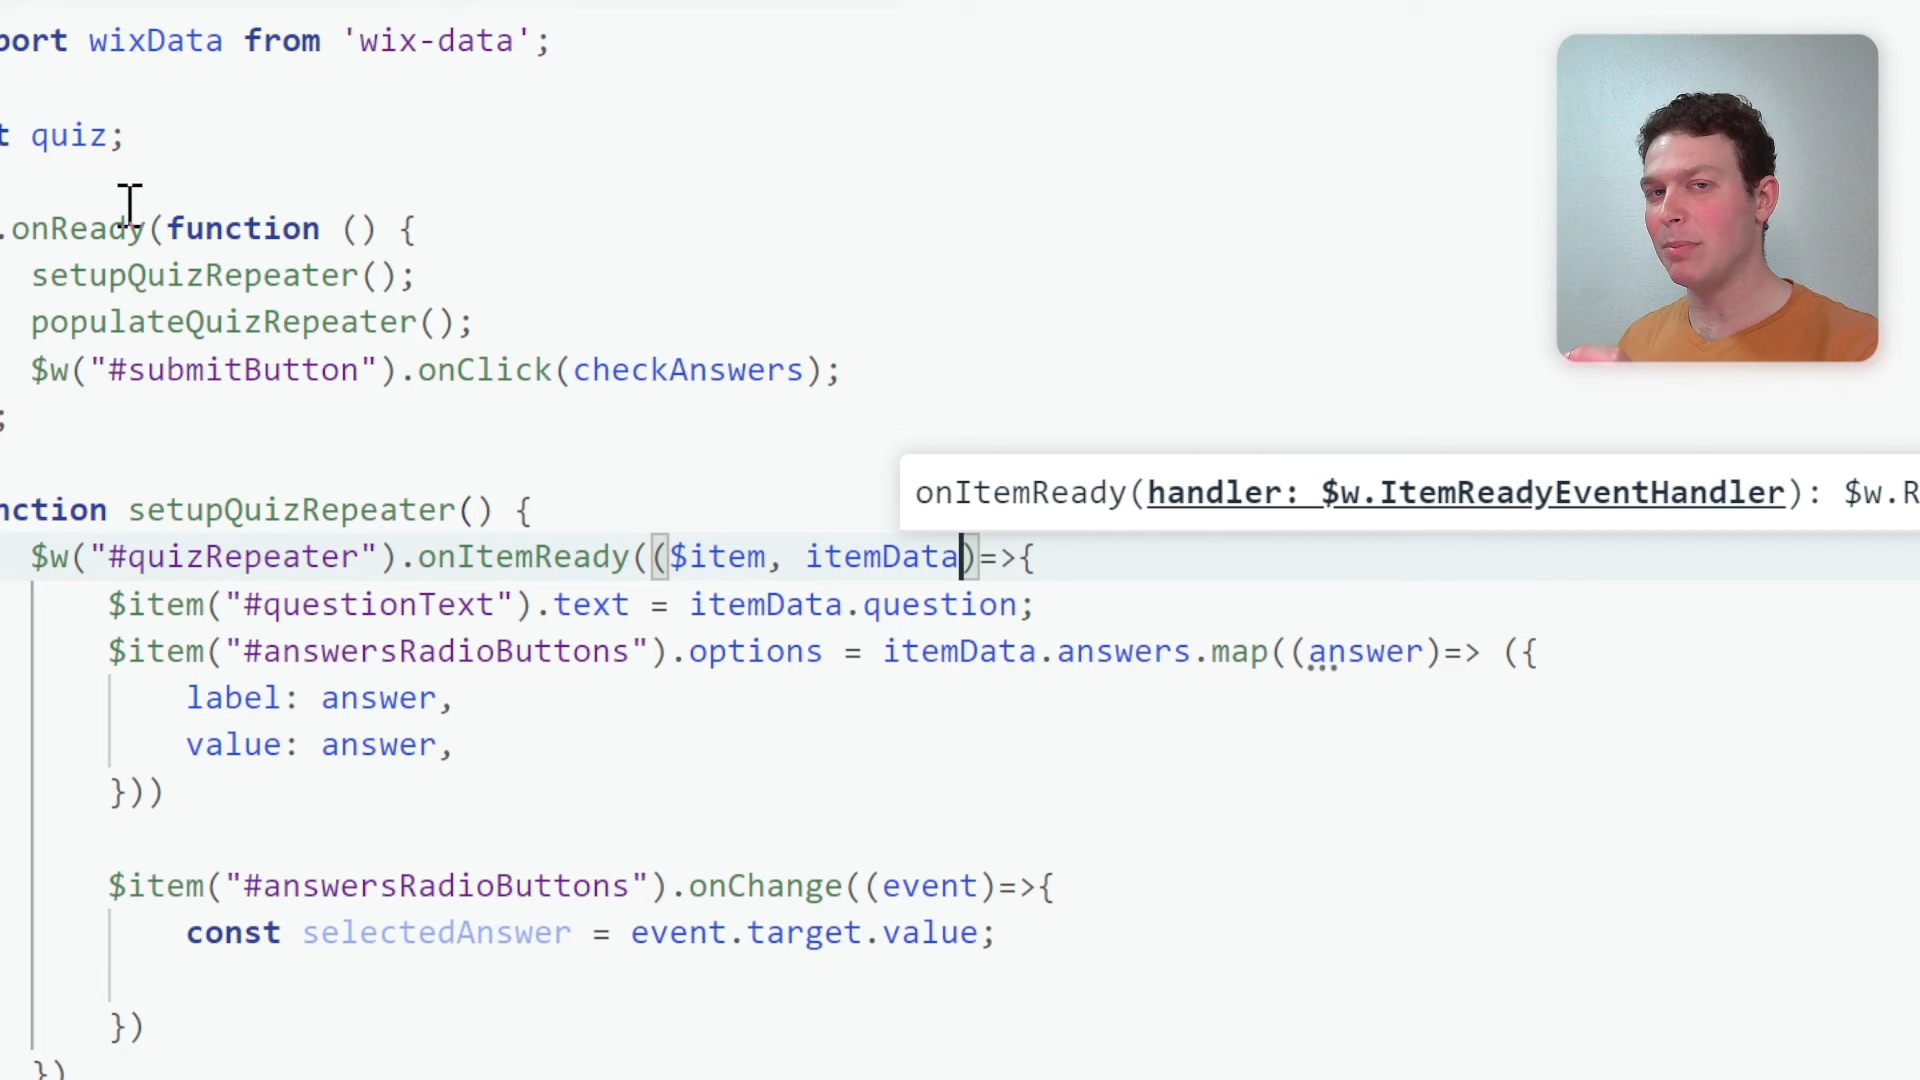 port wixData from 'wix-data';
t quiz;
.onReady(function () {
setupQuizRepeater();
populateQuizRepeater();
$w("#submitButton").onClick(checkAnswers);
;
onItemReady(handler: $w.ItemReadyEventHandler): $w.R
nction setupQuizRepeater() {
$w("#quizRepeater").onItemReady(($item, itemData)=>{
$item("#questionText").text = itemData.question;
$item("#answersRadioButtons").options = itemData.answers.map((answer)=> ({
label: answer,
value: answer,
}))
$item("#answersRadioButtons").onChange((event)=>{
const selectedAnswer = event.target.value;
})
})